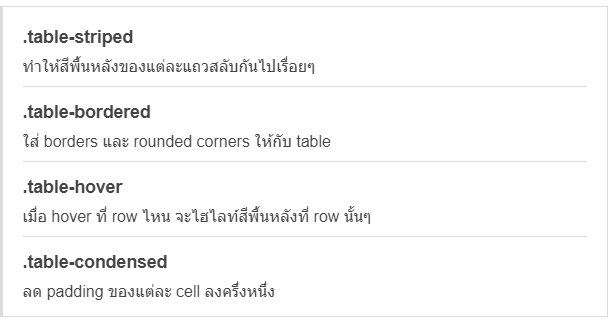 .table-striped
ทำให้สีพื้นหลังของแต่ละแถวสลับกันไปเรื่อยๆ
.table-bordered
ใส่ borders และ rounded corners ให้กับ table
.table-hover
เมื่อ hover ที่ row ไหน จะไฮไลท์สีพื้นหลังที่ row นั้นๆ
.table-condensed
ลด padding ของแต่ละ cell ลงครึ่งหนึ่ง